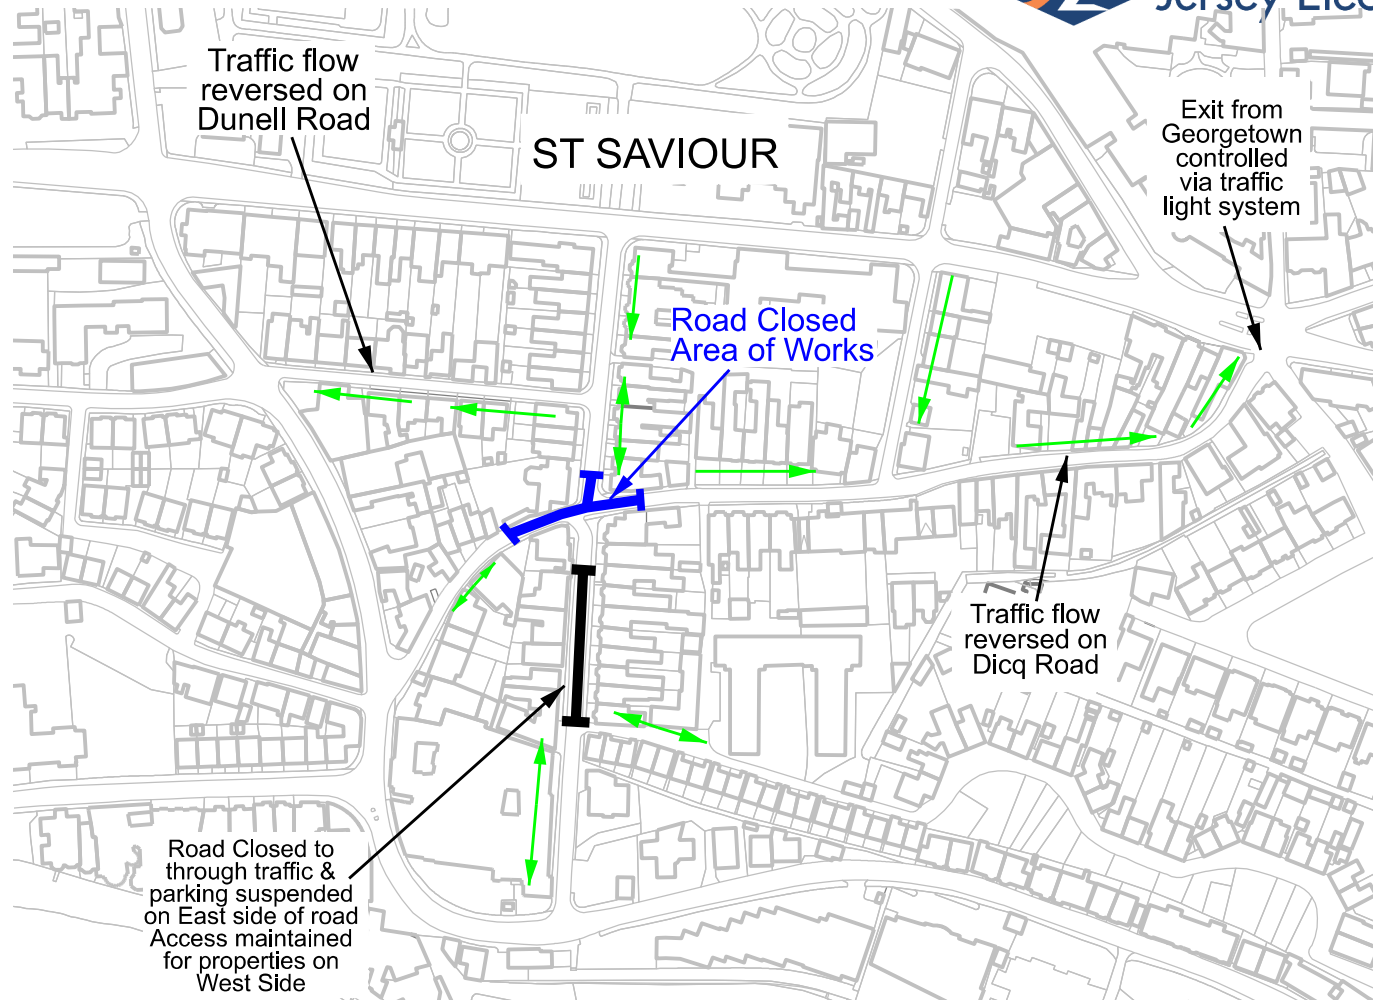 Jersey Elec
Traffic flow
reversed on
Dunell Road
ST SAVIOUR
Exit from
Georgetown
controlled
via traffic
light system
Road Closed
Area of Works
Traffic flow
reversed on
Dicq Road
Road Closed to
through traffic &
parking suspended
on East side of road
Access maintained
for properties on
West Side